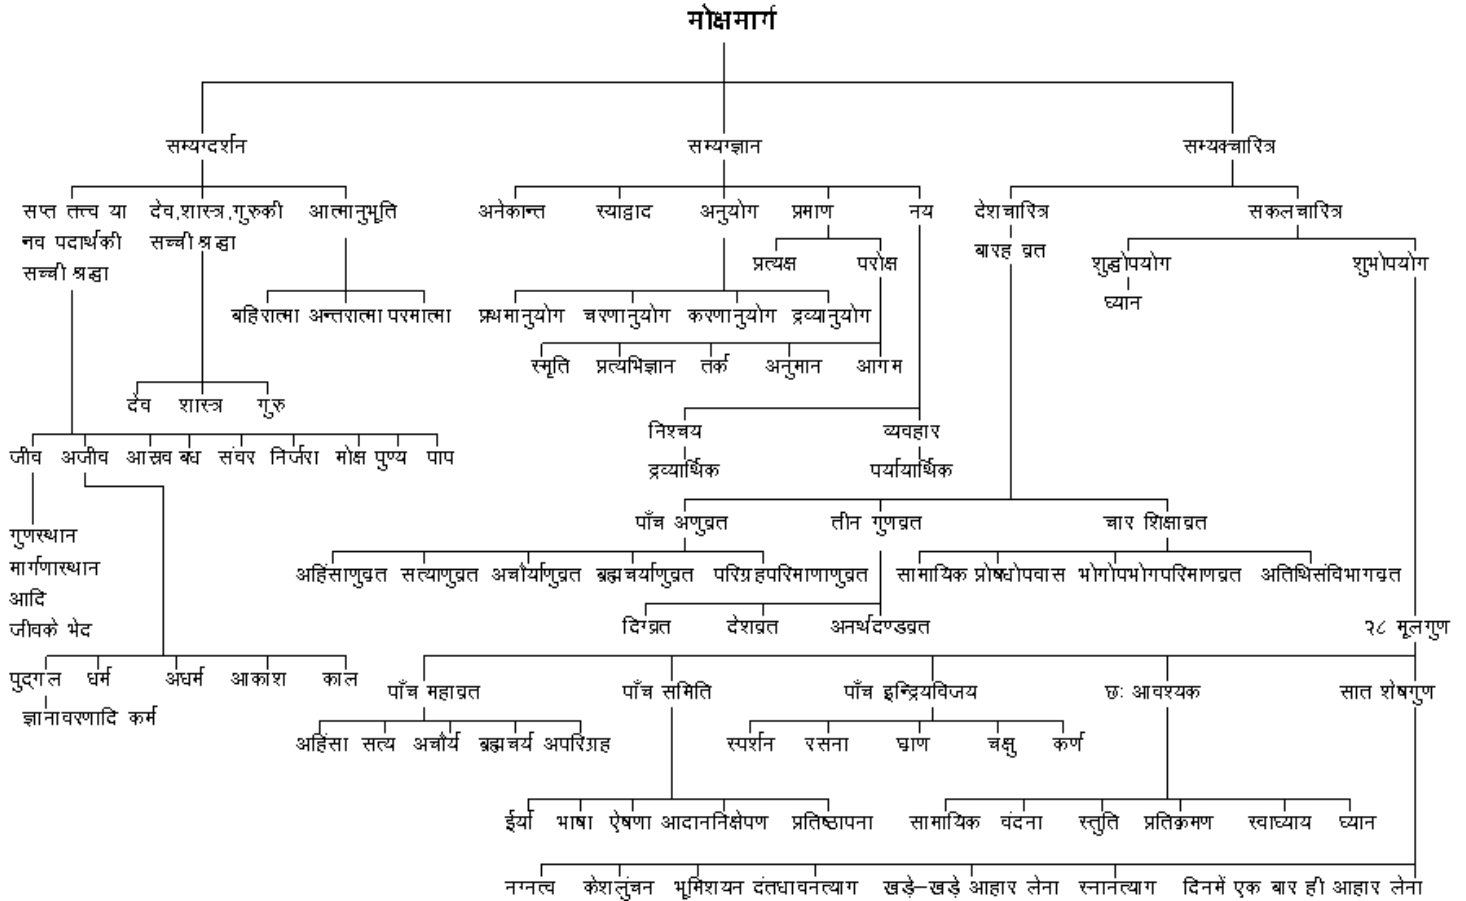 मोक्षमार्ग
सम्यग्दर्शन सम्यग्ज्ञान सम्यक्चारित्र
सप्त तत्त्व या देव,शास्त्र,गुरुकी आत्मानुभूति अनेकान्त स्याद्वाद अनुयोग प्रमाण नय देशचारित्र सकलचारित्र
नव पदार्थकी सच्ची श्रद्धा बारह व्रत
सच्ची श्रद्धा प्रत्यक्ष परोक्ष शुद्धोपयोग शुभोपयोग
ध्यान
बहिरात्मा अन्तरात्मा परमात्मा प्रथमानुयोग चरणानुयोग करणानुयोग द्रव्यानुयोग
स्मृति प्रत्यभिज्ञान तर्क अनुमान आगम
देव शास्त्र गुरु
निश्चय व्यवहार
जीव अजीव आस्रव बंध संवर निर्जरा मोक्ष पुण्य पाप
द्रव्यार्थिक पर्यायार्थिक
पाँच अणुव्रत तीन गुणव्रत चार शिक्षाव्रत
गुणस्थान
मार्गणास्थान
आदि
जीवके भेद
अहिंसाणुव्रत सत्याणुव्रत अचौर्याणुव्रत ब्रह्मचर्याणुव्रत परिग्रहपरिमाणाणुव्रत सामायिक प्रोषधोपवास भोगोपभोगपरिमाणव्रत अतिथिसंविभागव्रत
दिग्व्रत देशव्रत अनर्थदण्डव्रत २८ मूलगुण
पुद्गल धर्म अधर्म आकाश काल
पाँच महाव्रत पाँच समिति पाँच इन्द्रियविजय छः आवश्यक सात शेषगुण
ज्ञानावरणादि कर्म
अहिंसा सत्य अचौर्य ब्रह्मचर्य अपरिग्रह स्पर्शन रसना घ्राण चक्षु कर्ण
ईर्या भाषा ऐषणा आदाननिक्षेपण प्रतिष्ठापना सामायिक वंदना स्तुति प्रतिक्रमण स्वाध्याय ध्यान
नग्नत्व केशलुंचन भूमिशयन दंतधावनत्याग खड़े-खड़े आहार लेना स्नानत्याग दिनमें एक बार ही आहार लेना